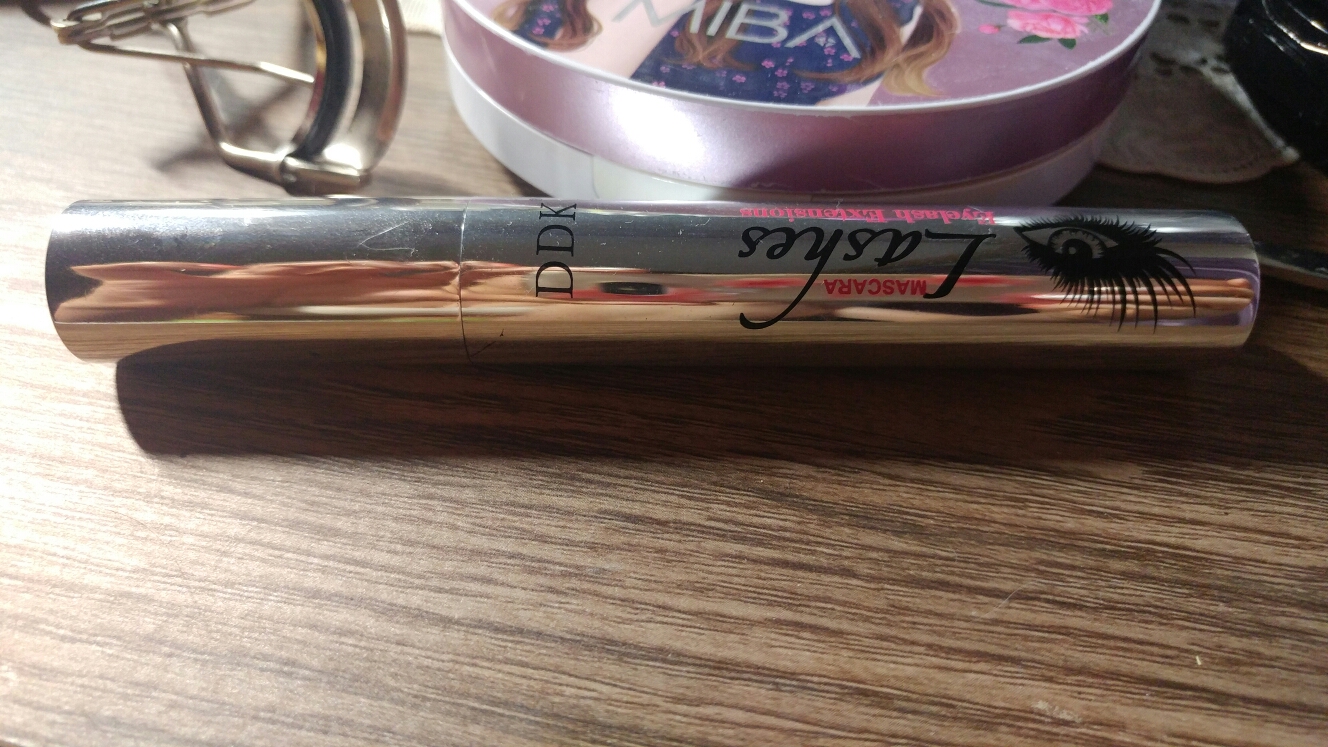 MIBA
DDK
MASCARA
Lashes
Eyelash Extensions